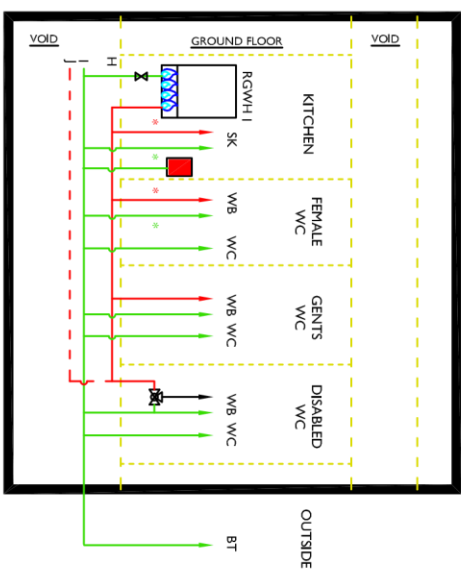 VOID
GROUND FLOOR
VOID
J
I
H
RGWH I
KITCHEN
*
SK
*
*
WB
*
FEMALE
WC
WC
WB
GENTS
WC
WC
WB
DISABLED
WC
WC
OUTSIDE
BT